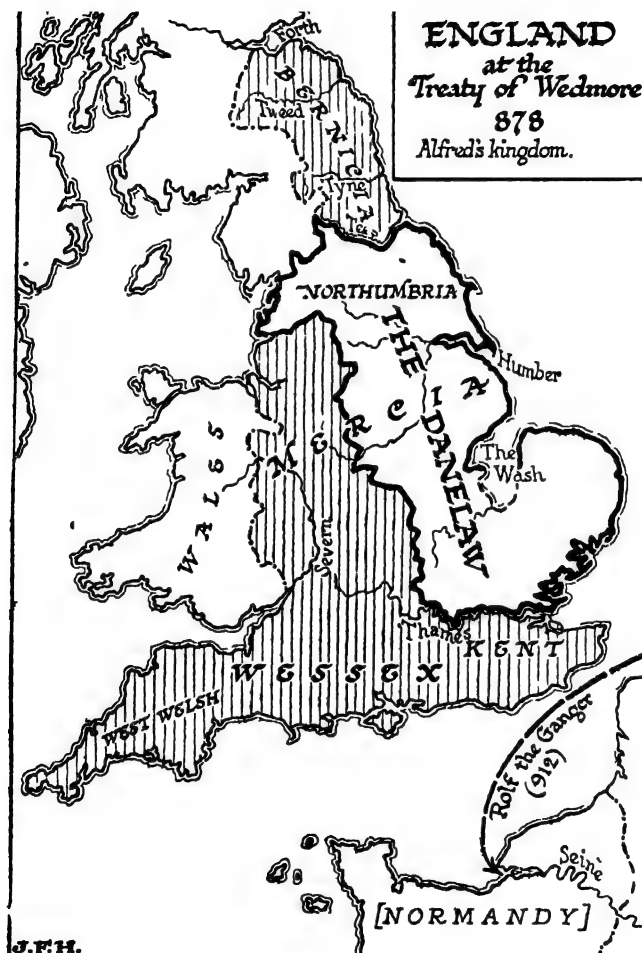 ENGLAND
at the
Treaty of Wedmore
878
Alfred's kingdom.
Forth
BERNICIA
Tweed
Tyne
Tees
NORTHUMBRIA
THE DANELAW
Humber
MERCIA
The
Wash
WALES
Severn
Thames
KENT
WESSEX
WEST WELSH
Rolf the Ganger
(912)
Seine
[NORMANDY]
J.F.H.